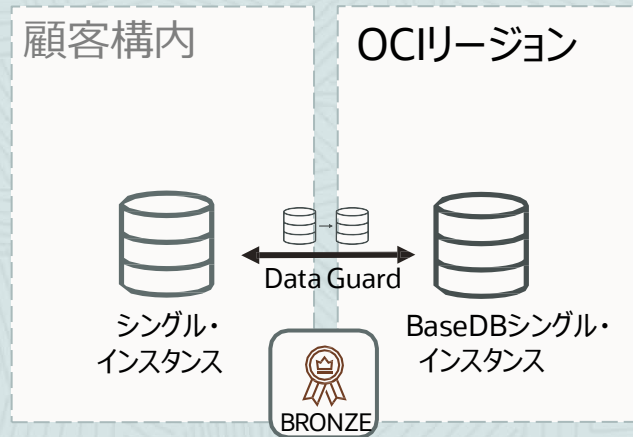 顧客構内
OCIリージョン
Data Guard
シングル・
インスタンス
BaseDBシングル・
インスタンス
BRONZE